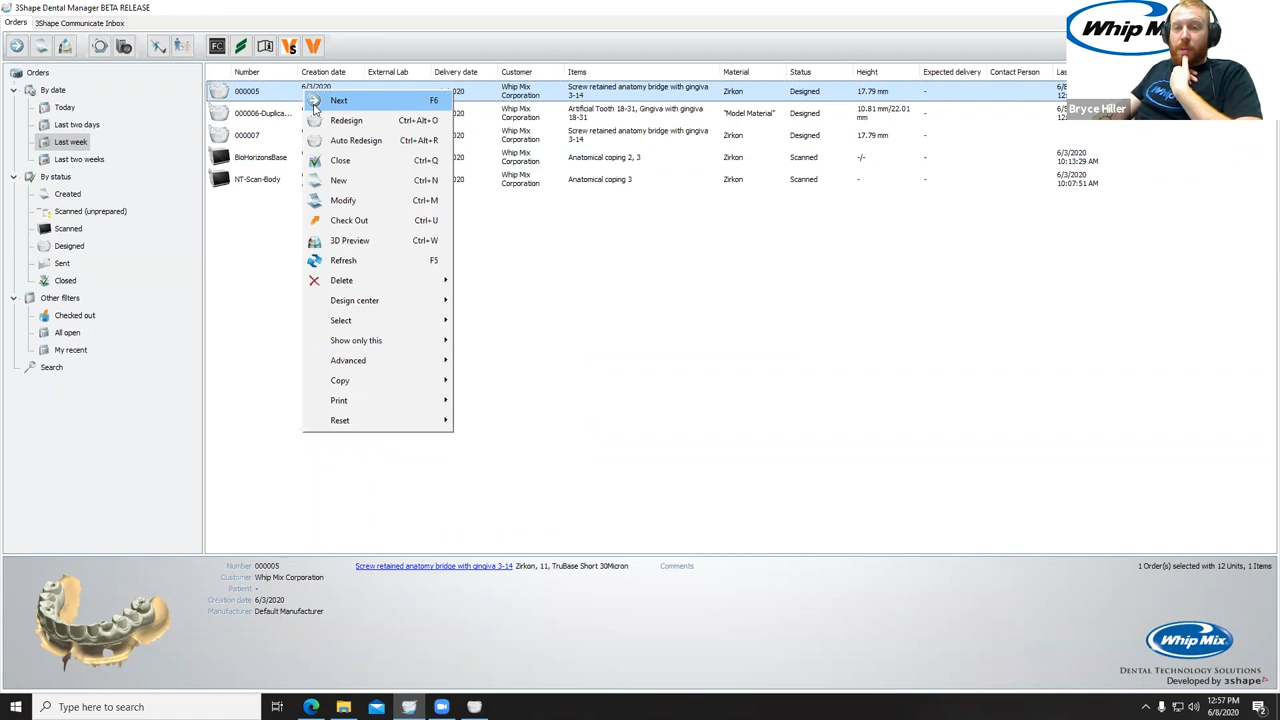 3Shape Dental Manager BETA RELEASE
Orders 3Shape Communicate Inbox
FC
Whip Mix
Bryce Hiller
Orders
By date
Today
Last two days
Last week
Last two weeks
By status
Created
Scanned (unprepared)
Scanned
Designed
Sent
Closed
Other filters
Checked out
All open
My recent
Search
Number Creation date External Lab Delivery date Customer Items Material Status Height Expected delivery Contact Person
000005 6/3/2020 Whip Mix Corporation Screw retained anatomy bridge with gingiva 3-14 Zirkon Designed 17.79 mm -
000006-Duplica... Whip Mix Corporation Artificial Tooth 18-31, Gingiva with gingiva 18-31 "Model Material" Designed 10.81 mm/22.01 mm -
000007 Whip Mix Corporation Screw retained anatomy bridge with gingiva 3-14 Zirkon Designed 17.79 mm -
BioHorizonsBase Whip Mix Corporation Anatomical coping 2, 3 Zirkon Scanned -/- - 6/3/2020 10:13:29 AM
NT-Scan-Body Whip Mix Corporation Anatomical coping 3 Zirkon Scanned - - 6/3/2020 10:07:51 AM
Next F6
Redesign Ctrl+Alt+O
Auto Redesign Ctrl+Alt+R
Close Ctrl+Q
New Ctrl+N
Modify Ctrl+M
Check Out Ctrl+U
3D Preview Ctrl+W
Refresh F5
Delete
Design center
Select
Show only this
Advanced
Copy
Print
Reset
Number 000005
Customer Whip Mix Corporation
Patient -
Creation date 6/3/2020
Manufacturer Default Manufacturer
Screw retained anatomy bridge with gingiva 3-14 Zirkon, 11, TruBase Short 30Micron
Comments
1 Order(s) selected with 12 Units, 1 Items
Whip Mix
DENTAL TECHNOLOGY SOLUTIONS
Developed by 3shape
Type here to search
12:57 PM
6/8/2020
2